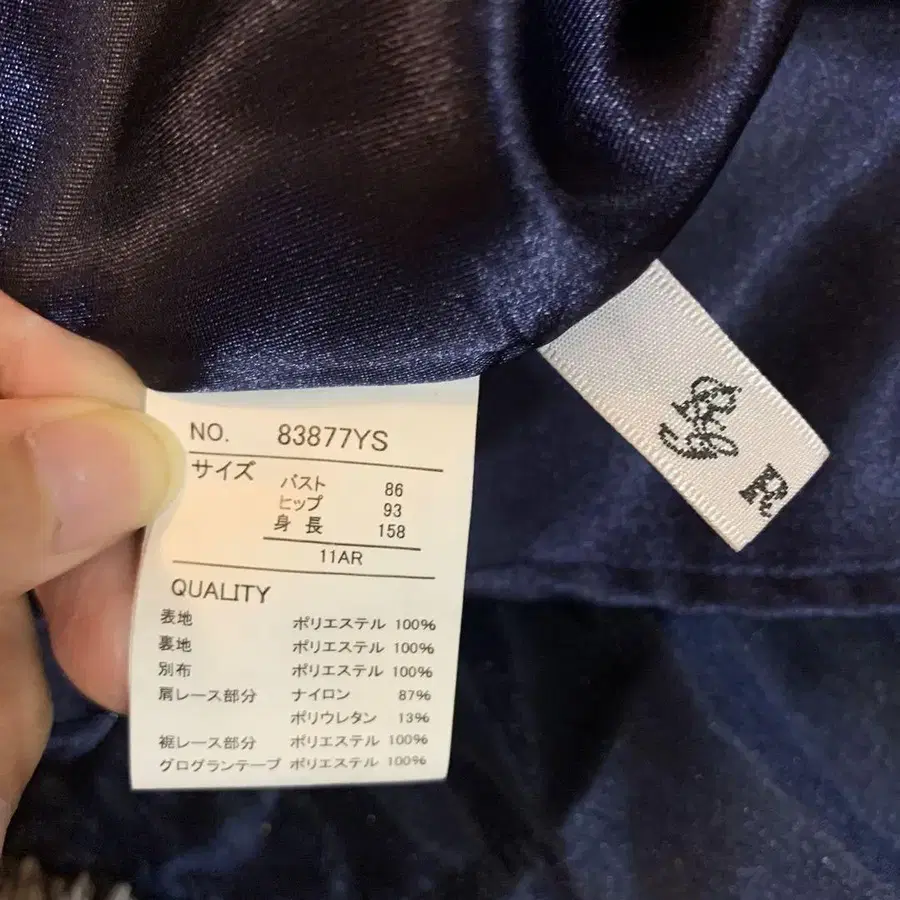 NO. 83877YS
サイズ
バスト 86
ヒップ 93
身長 158
11AR
QUALITY
表地 ポリエステル 100%
裏地 ポリエステル 100%
別布 ポリエステル 100%
肩レース部分 ナイロン 87%
ポリウレタン 13%
裾レース部分 ポリエステル 100%
グログランテープ ポリエステル 100%
R